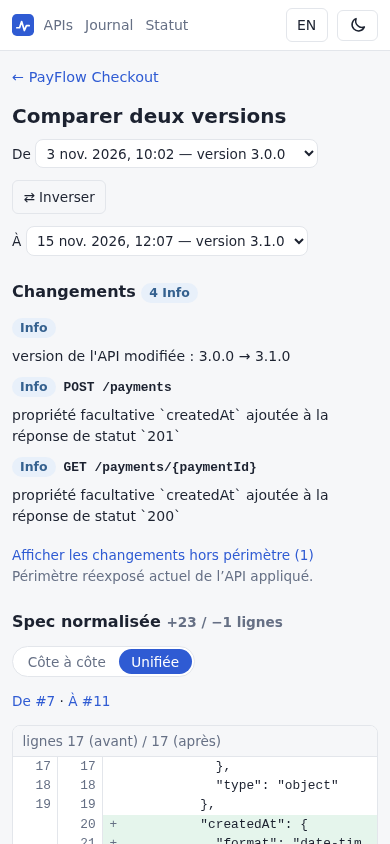 APIs Journal Statut EN
← PayFlow Checkout
Comparer deux versions
De 3 nov. 2026, 10:02 — version 3.0.0
⇄ Inverser
À 15 nov. 2026, 12:07 — version 3.1.0
Changements 4 Info
Info
version de l'API modifiée : 3.0.0 → 3.1.0
Info POST /payments
propriété facultative `createdAt` ajoutée à la
réponse de statut `201`
Info GET /payments/{paymentId}
propriété facultative `createdAt` ajoutée à la
réponse de statut `200`
Afficher les changements hors périmètre (1)
Périmètre réexposé actuel de l’API appliqué.
Spec normalisée +23 / −1 lignes
Côte à côte Unifiée
De #7 · À #11
lignes 17 (avant) / 17 (après)
17 17 },
18 18 "type": "object"
19 19 },
20 + "createdAt": {
21 + "format": "date-tim